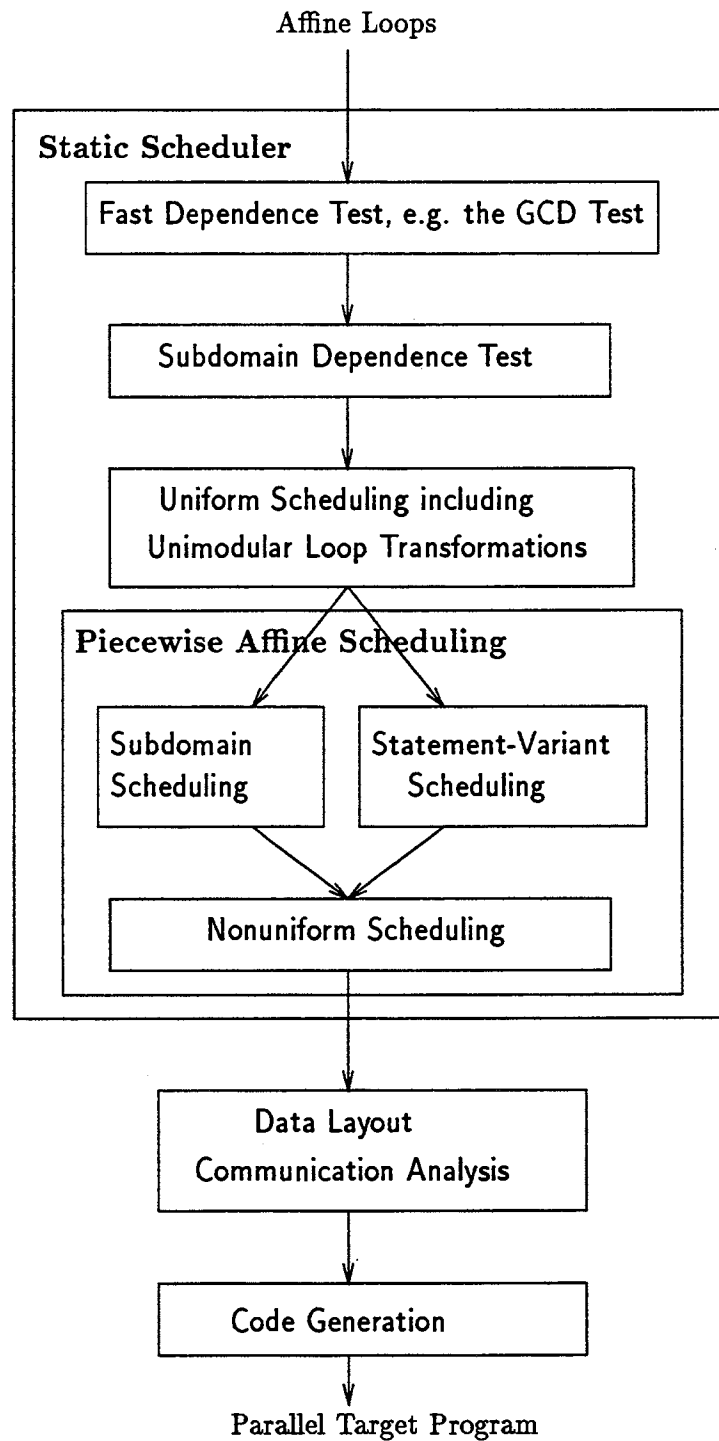 Affine Loops
Static Scheduler
Fast Dependence Test, e.g. the GCD Test
Subdomain Dependence Test
Uniform Scheduling including
Unimodular Loop Transformations
Piecewise Affine Scheduling
Subdomain
Scheduling
Statement-Variant
Scheduling
Nonuniform Scheduling
Data Layout
Communication Analysis
Code Generation
Parallel Target Program